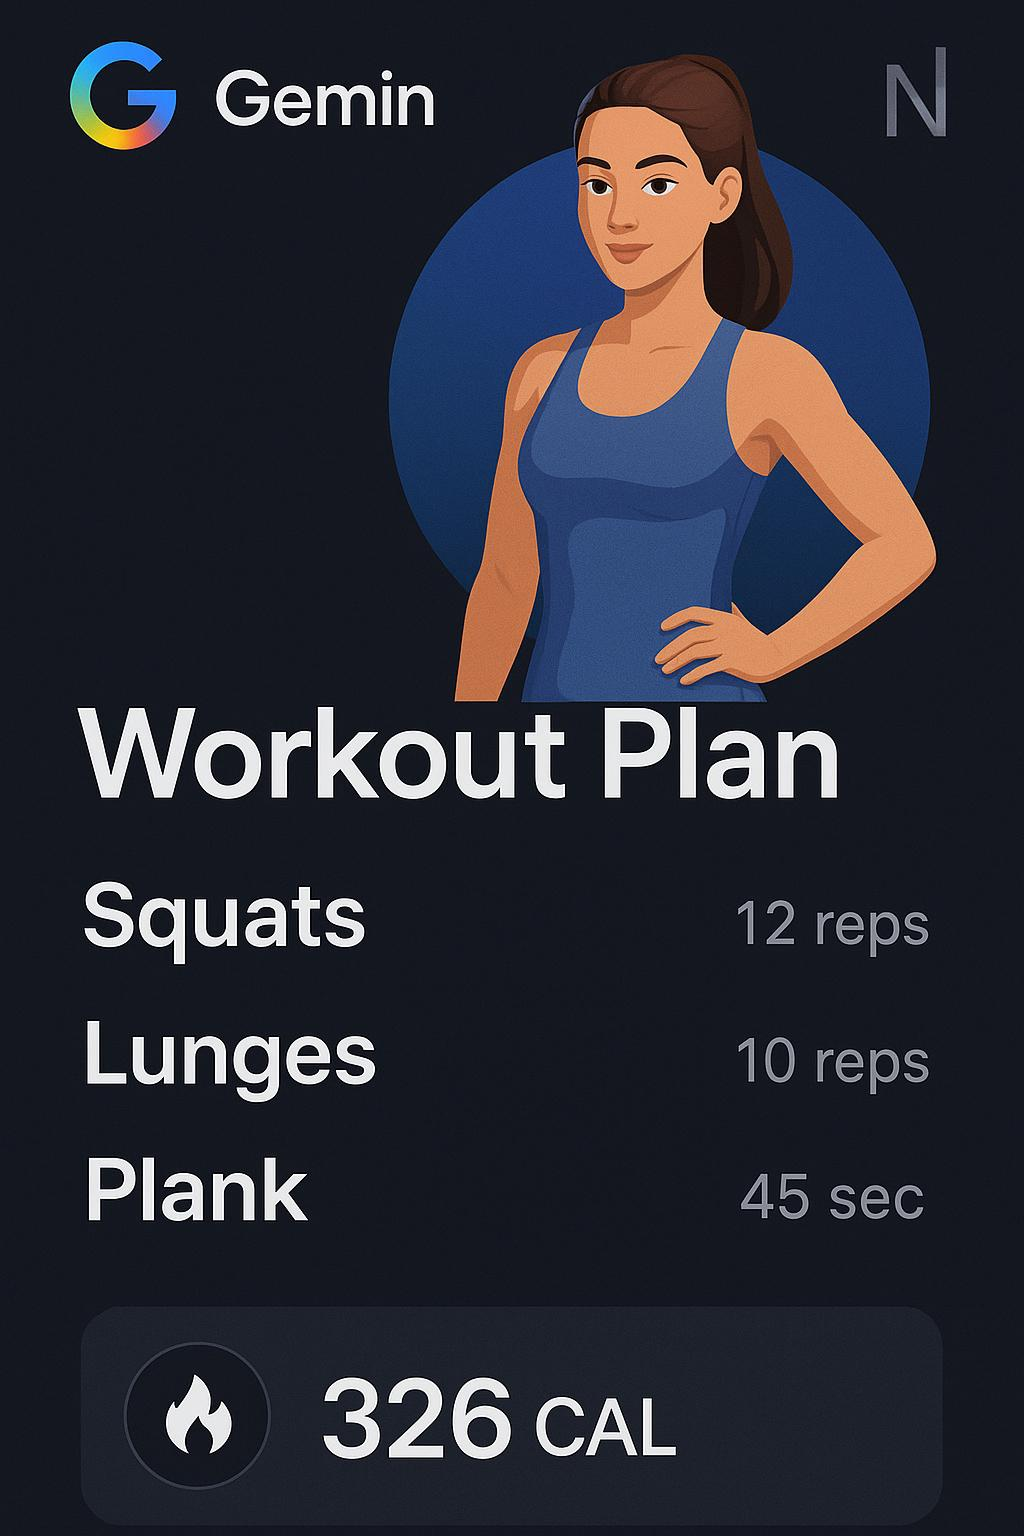 G Gemin
N
Workout Plan
Squats 12 reps
Lunges 10 reps
Plank 45 sec
326 CAL